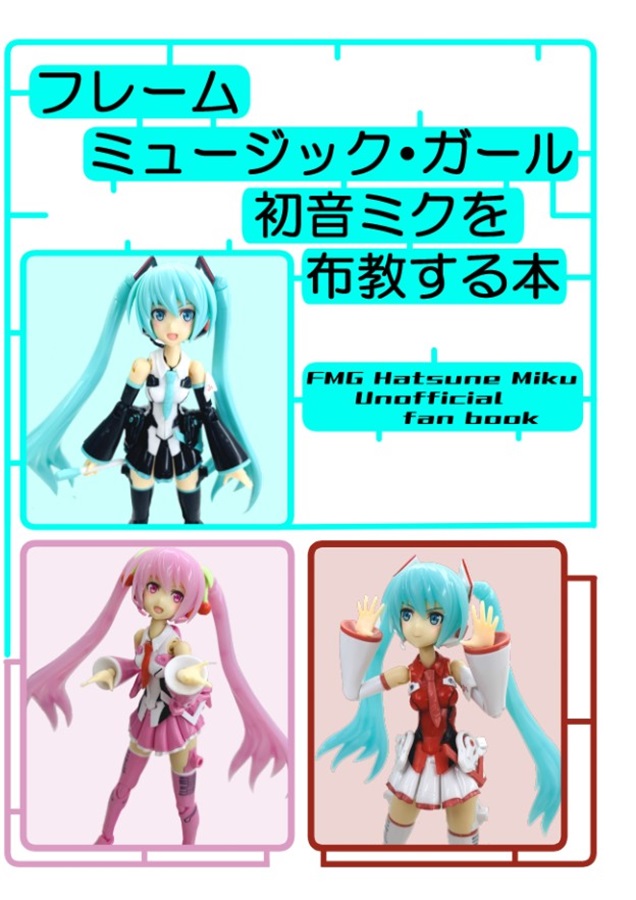 フレーム
ミュージック・ガール
初音ミクを
布教する本
FMG Hatsune Miku
Unofficial
fan book